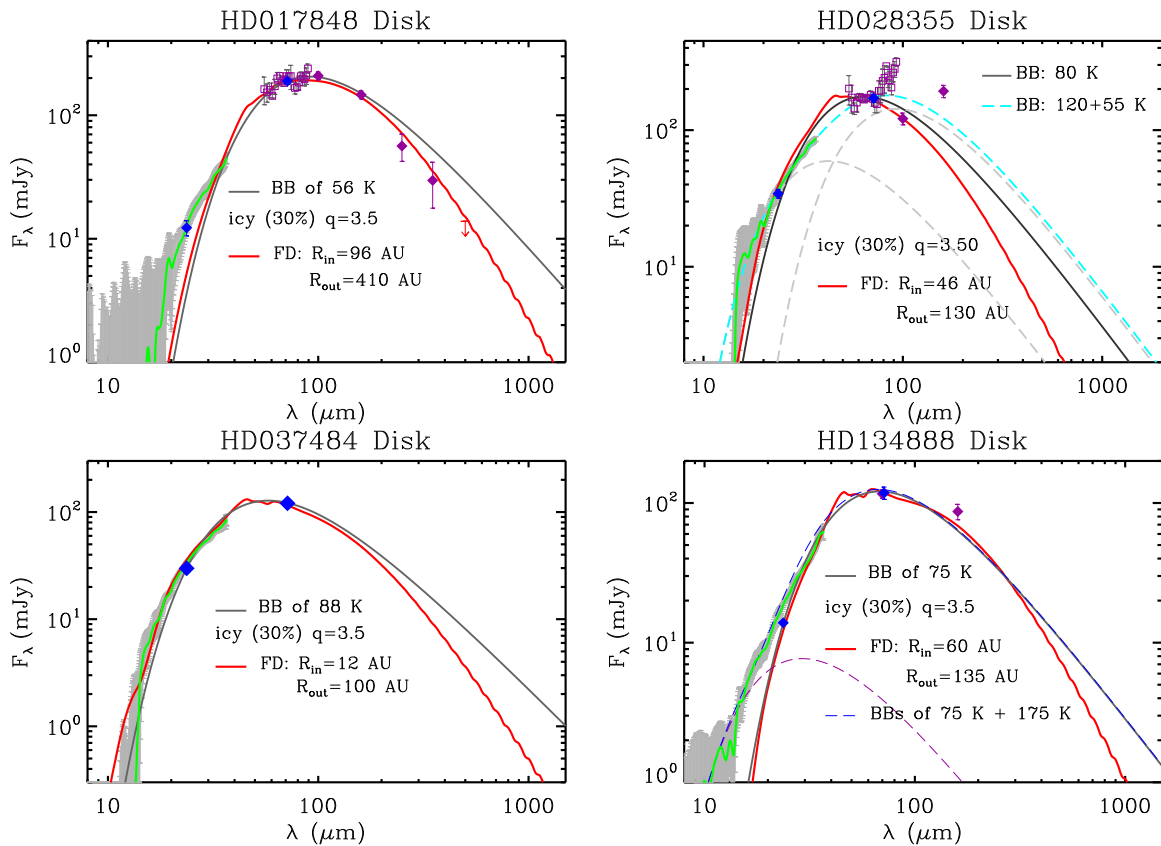 HD017848 Disk
10²
10¹
10⁰
F_λ (mJy)
BB of 56 K
icy (30%) q=3.5
FD: R_in=96 AU
R_out=410 AU
10 100 1000
λ (μm)
HD028355 Disk
10²
10¹
F_λ (mJy)
BB: 80 K
BB: 120+55 K
icy (30%) q=3.50
FD: R_in=46 AU
R_out=130 AU
10 100 1000
λ (μm)
HD037484 Disk
10²
10¹
10⁰
F_λ (mJy)
BB of 88 K
icy (30%) q=3.5
FD: R_in=12 AU
R_out=100 AU
10 100 1000
λ (μm)
HD134888 Disk
10²
10¹
10⁰
F_λ (mJy)
BB of 75 K
icy (30%) q=3.5
FD: R_in=60 AU
R_out=135 AU
BBs of 75 K + 175 K
10 100 1000
λ (μm)